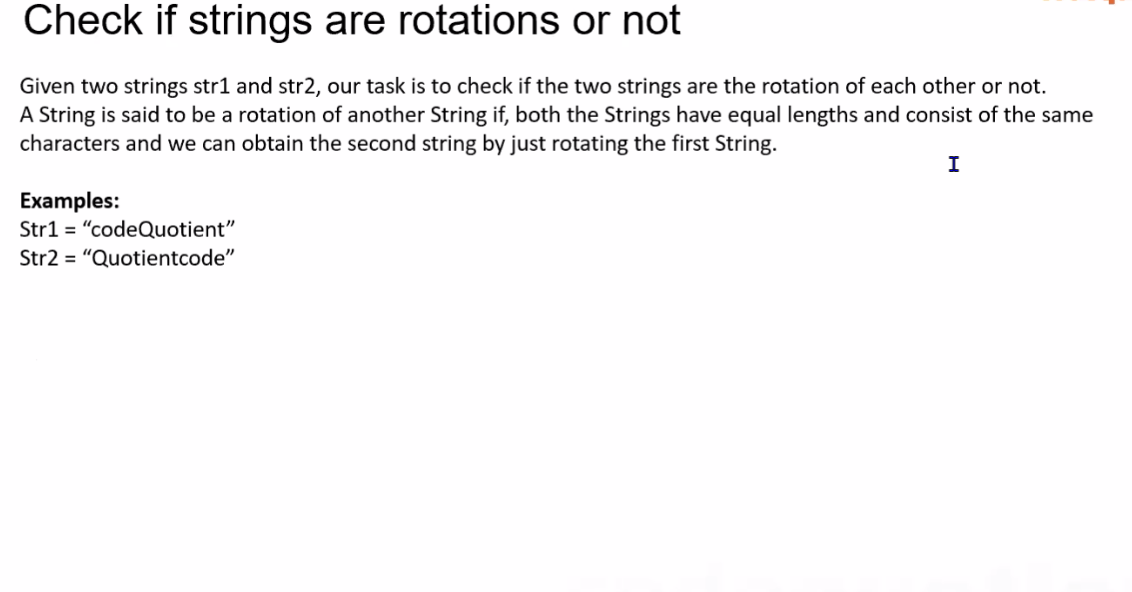 Check if strings are rotations or not
Given two strings str1 and str2, our task is to check if the two strings are the rotation of each other or not.
A String is said to be a rotation of another String if, both the Strings have equal lengths and consist of the same
characters and we can obtain the second string by just rotating the first String.
Examples:
Str1 = “codeQuotient”
Str2 = “Quotientcode”